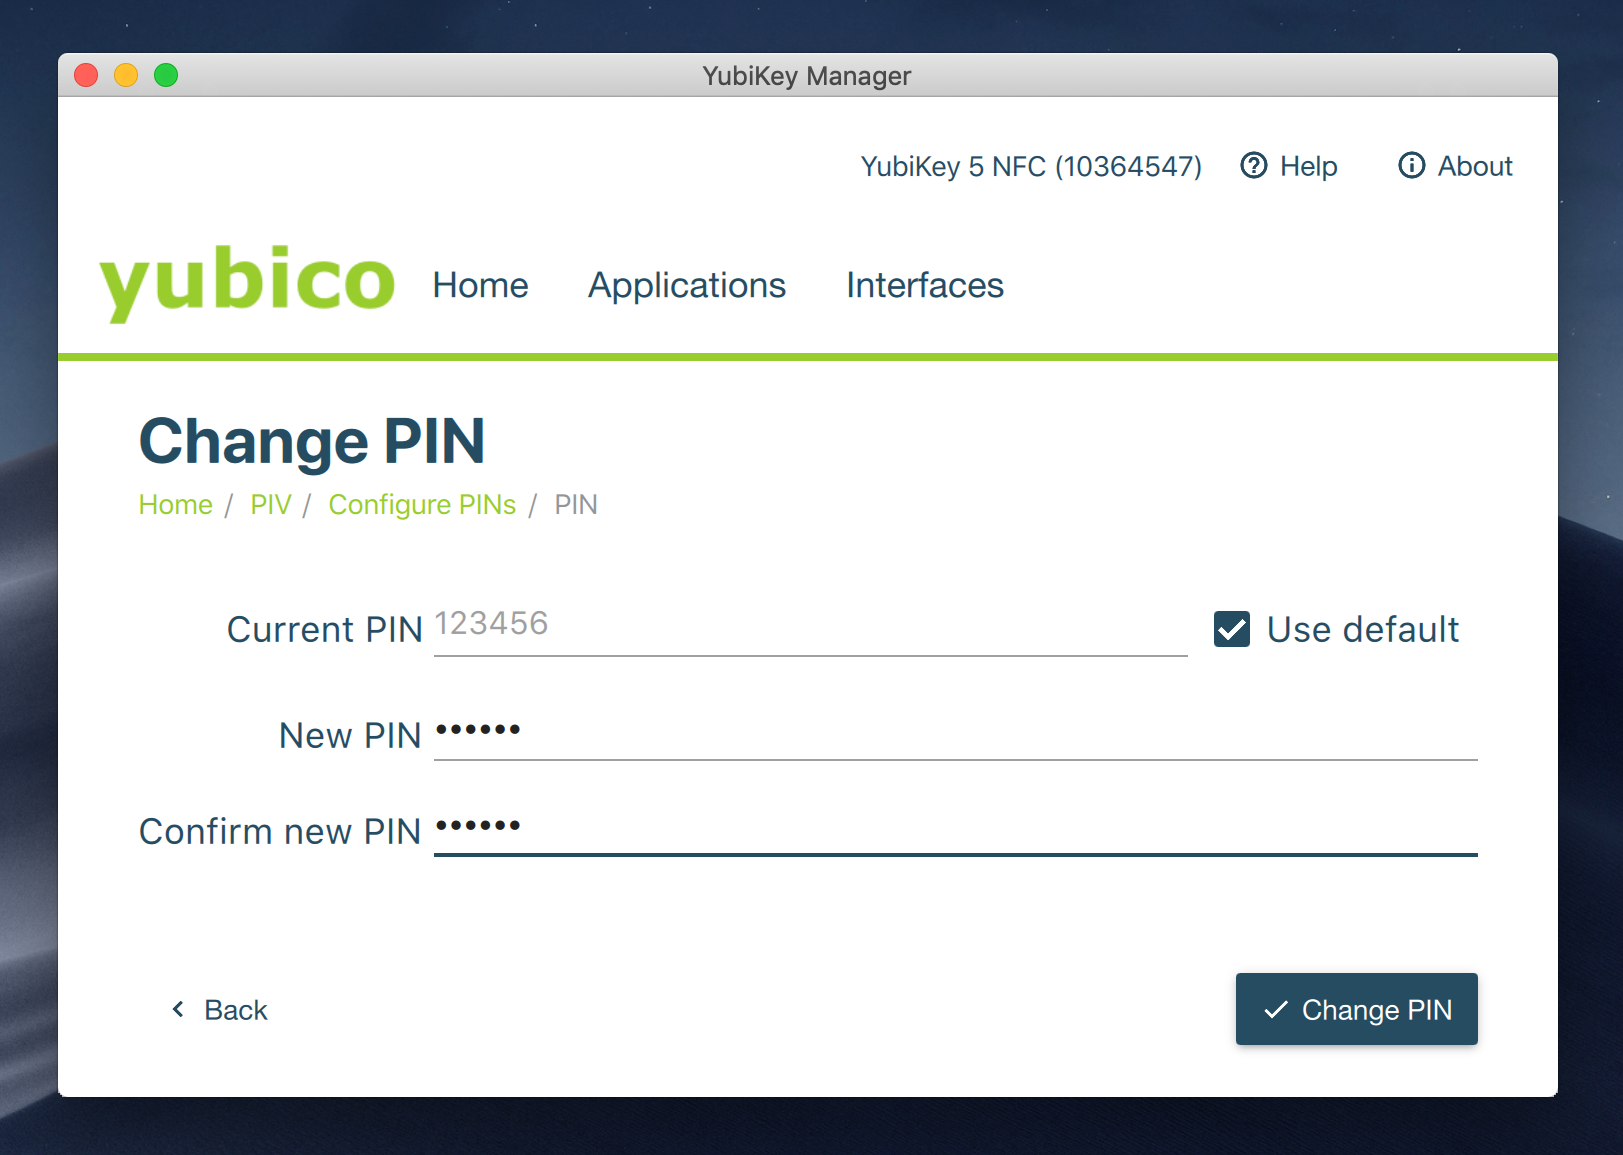 YubiKey Manager
YubiKey 5 NFC (10364547) Help About
yubico Home Applications Interfaces
Change PIN
Home / PIV / Configure PINs / PIN
Current PIN 123456 Use default
New PIN ••••••
Confirm new PIN ••••••
Back Change PIN